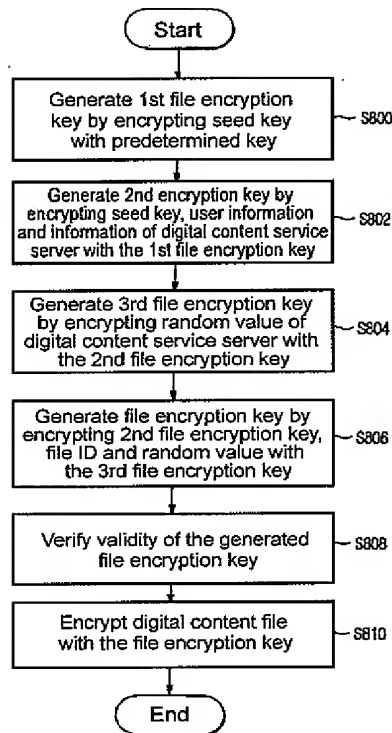 Start
Generate 1st file encryption
key by encrypting seed key
with predetermined key
S800
Generate 2nd encryption key by
encrypting seed key, user information
and information of digital content service
server with the 1st file encryption key
S802
Generate 3rd file encryption key
by encrypting random value of
digital content service server with
the 2nd file encryption key
S804
Generate file encryption key by
encrypting 2nd file encryption key,
file ID and random value with
the 3rd file encryption key
S806
Verify validity of the generated
file encryption key
S808
Encrypt digital content file
with the file encryption key
S810
End